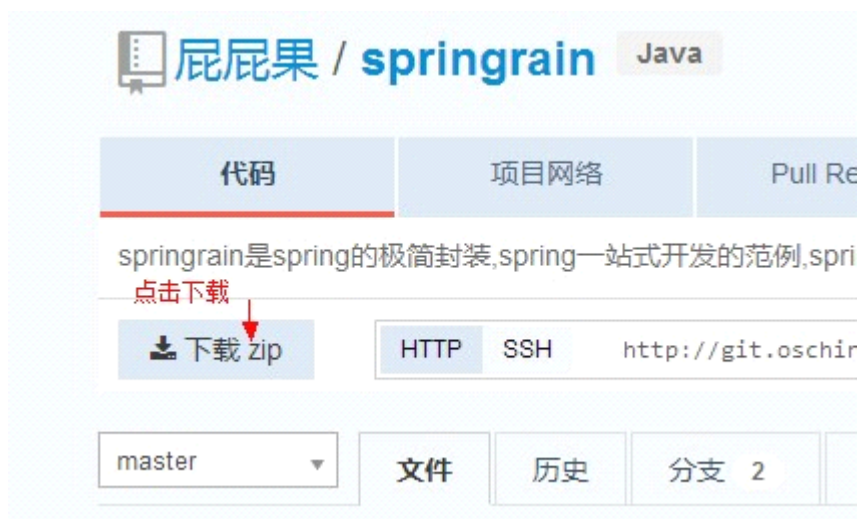 屁屁果 / springrain Java
代码 项目网络 Pull Re
springrain是spring的极简封装,spring一站式开发的范例,spri
点击下载
下载 zip HTTP SSH http://git.oschin
master 文件 历史 分支 2